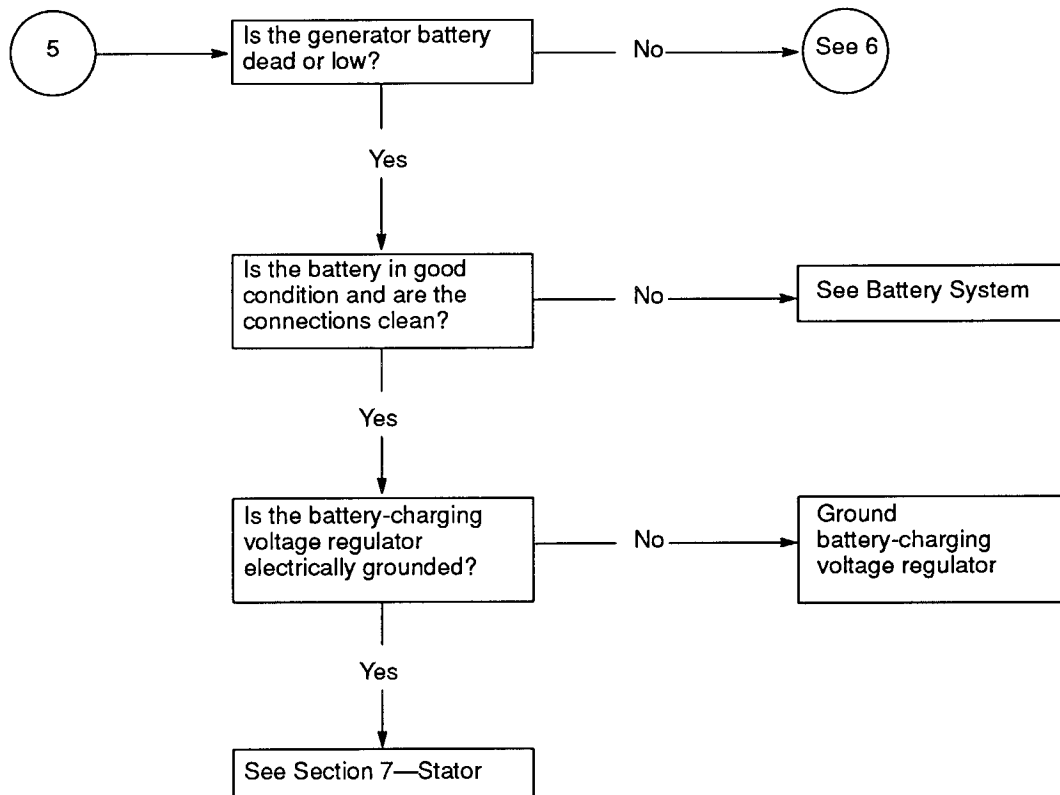 5
Is the generator battery
dead or low?
No
See 6
Yes
Is the battery in good
condition and are the
connections clean?
No
See Battery System
Yes
Is the battery-charging
voltage regulator
electrically grounded?
No
Ground
battery-charging
voltage regulator
Yes
See Section 7—Stator